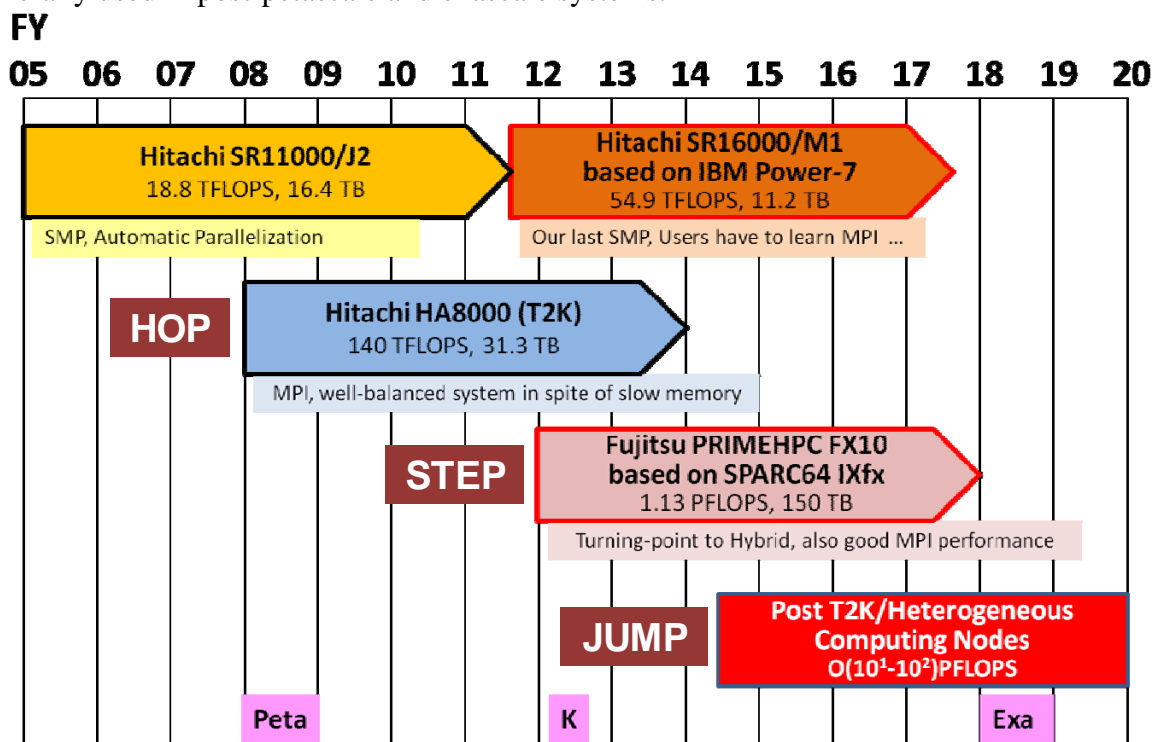 FY
05 06 07 08 09 10 11 12 13 14 15 16 17 18 19 20
Hitachi SR11000/J2
18.8 TFLOPS, 16.4 TB
SMP, Automatic Parallelization
Hitachi SR16000/M1
based on IBM Power-7
54.9 TFLOPS, 11.2 TB
Our last SMP, Users have to learn MPI ...
HOP
Hitachi HA8000 (T2K)
140 TFLOPS, 31.3 TB
MPI, well-balanced system in spite of slow memory
STEP
Fujitsu PRIMEHPC FX10
based on SPARC64 IXfx
1.13 PFLOPS, 150 TB
Turning-point to Hybrid, also good MPI performance
JUMP
Post T2K/Heterogeneous
Computing Nodes
O(10¹-10²)PFLOPS
Peta
K
Exa